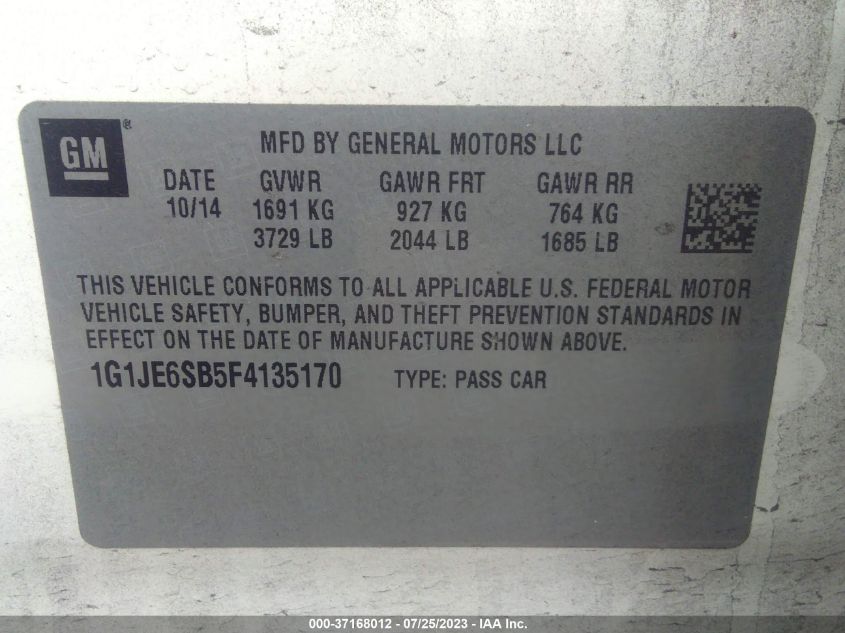 GM®
MFD BY GENERAL MOTORS LLC
DATE GVWR GAWR FRT GAWR RR
10/14 1691 KG 927 KG 764 KG
3729 LB 2044 LB 1685 LB
THIS VEHICLE CONFORMS TO ALL APPLICABLE U.S. FEDERAL MOTOR
VEHICLE SAFETY, BUMPER, AND THEFT PREVENTION STANDARDS IN
EFFECT ON THE DATE OF MANUFACTURE SHOWN ABOVE.
1G1JE6SB5F4135170 TYPE: PASS CAR
000-37168012 - 07/25/2023 - IAA Inc.